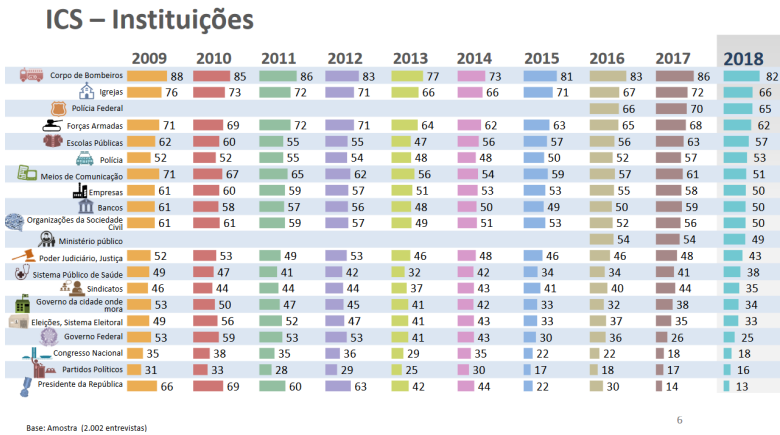 ICS – Instituições
2009 2010 2011 2012 2013 2014 2015 2016 2017 2018
Corpo de Bombeiros 88 85 86 83 77 73 81 83 86 82
Igrejas 76 73 72 71 66 66 71 67 72 66
Polícia Federal 66 70 65
Forças Armadas 71 69 72 71 64 62 63 65 68 62
Escolas Públicas 62 60 55 55 47 56 57 56 63 57
Polícia 52 52 55 54 48 48 50 52 57 53
Meios de Comunicação 71 67 65 62 56 54 59 57 61 51
Empresas 61 60 59 57 51 53 53 55 58 50
Bancos 61 58 57 56 48 50 49 50 59 50
Organizações da Sociedade
Civil 61 61 59 57 49 51 53 52 56 50
Ministério público 54 54 49
Poder Judiciário, Justiça 52 53 49 53 46 48 46 46 48 43
Sistema Público de Saúde 49 47 41 42 32 42 34 34 41 38
Sindicatos 46 44 44 44 37 43 41 40 44 35
Governo da cidade onde
mora 53 50 47 45 41 42 33 32 38 34
Eleições, Sistema Eleitoral 49 56 52 47 41 43 33 37 35 33
Governo Federal 53 59 53 53 41 43 30 36 26 25
Congresso Nacional 35 38 35 36 29 35 22 22 18 18
Partidos Políticos 31 33 28 29 25 30 17 18 17 16
Presidente da República 66 69 60 63 42 44 22 30 14 13
6
Base: Amostra (2.002 entrevistas)